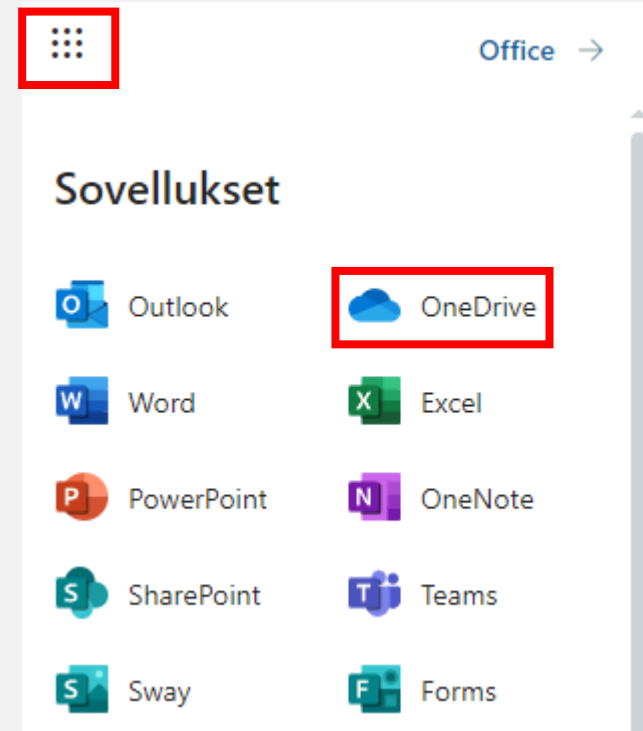 Office →
Sovellukset
Outlook OneDrive
Word Excel
PowerPoint OneNote
SharePoint Teams
Sway Forms